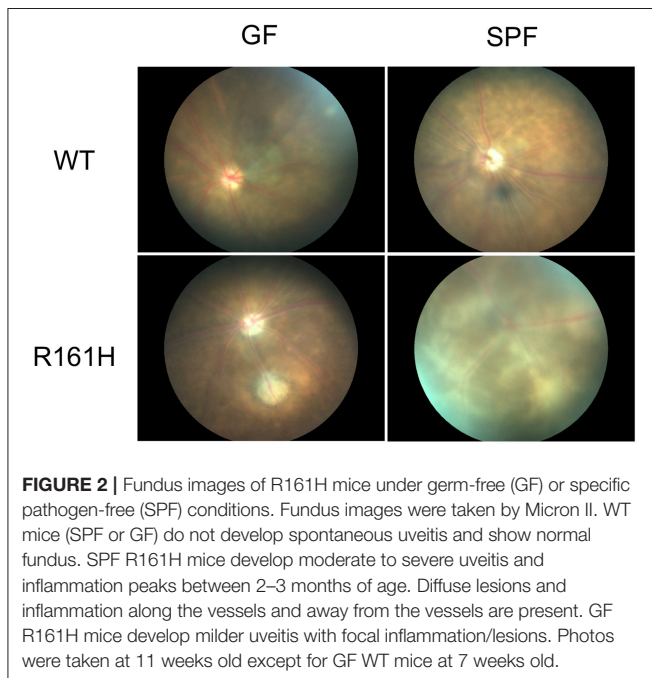 GF SPF
WT
R161H
FIGURE 2 | Fundus images of R161H mice under germ-free (GF) or specific
pathogen-free (SPF) conditions. Fundus images were taken by Micron II. WT
mice (SPF or GF) do not develop spontaneous uveitis and show normal
fundus. SPF R161H mice develop moderate to severe uveitis and
inflammation peaks between 2–3 months of age. Diffuse lesions and
inflammation along the vessels and away from the vessels are present. GF
R161H mice develop milder uveitis with focal inflammation/lesions. Photos
were taken at 11 weeks old except for GF WT mice at 7 weeks old.